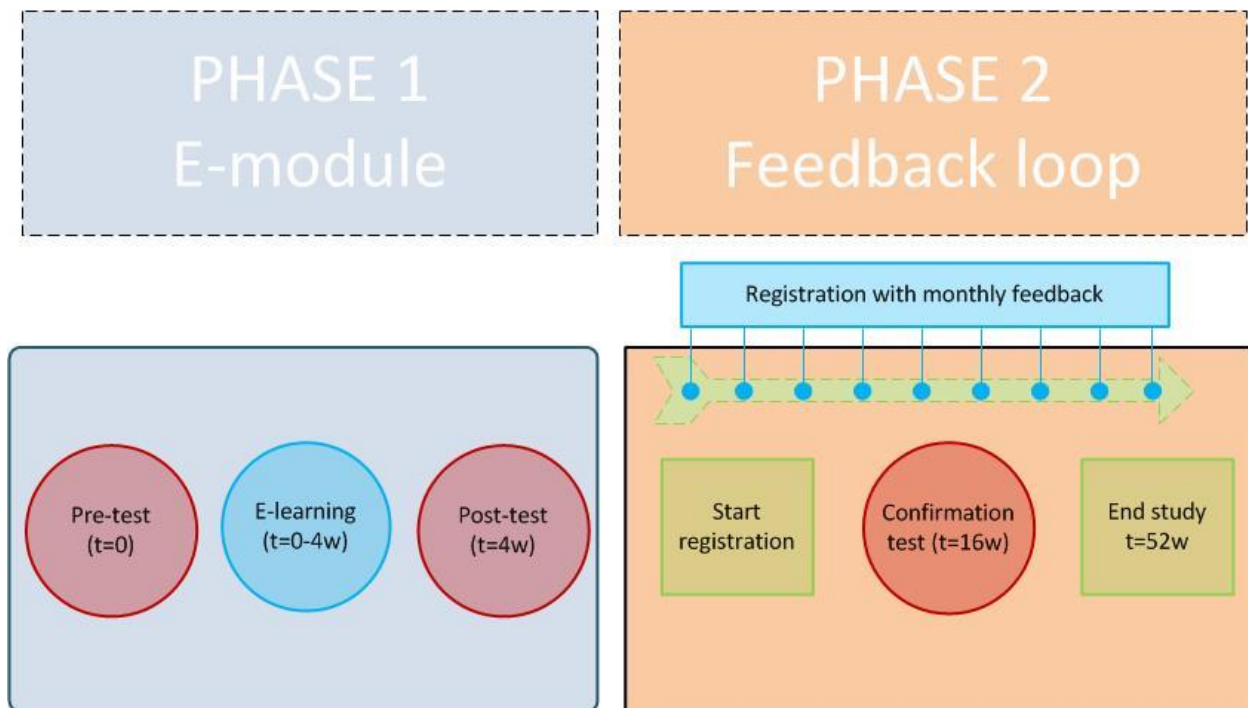 PHASE 1
E-module
PHASE 2
Feedback loop
Registration with monthly feedback
Pre-test
(t=0)
E-learning
(t=0-4w)
Post-test
(t=4w)
Start
registration
Confirmation
test (t=16w)
End study
t=52w